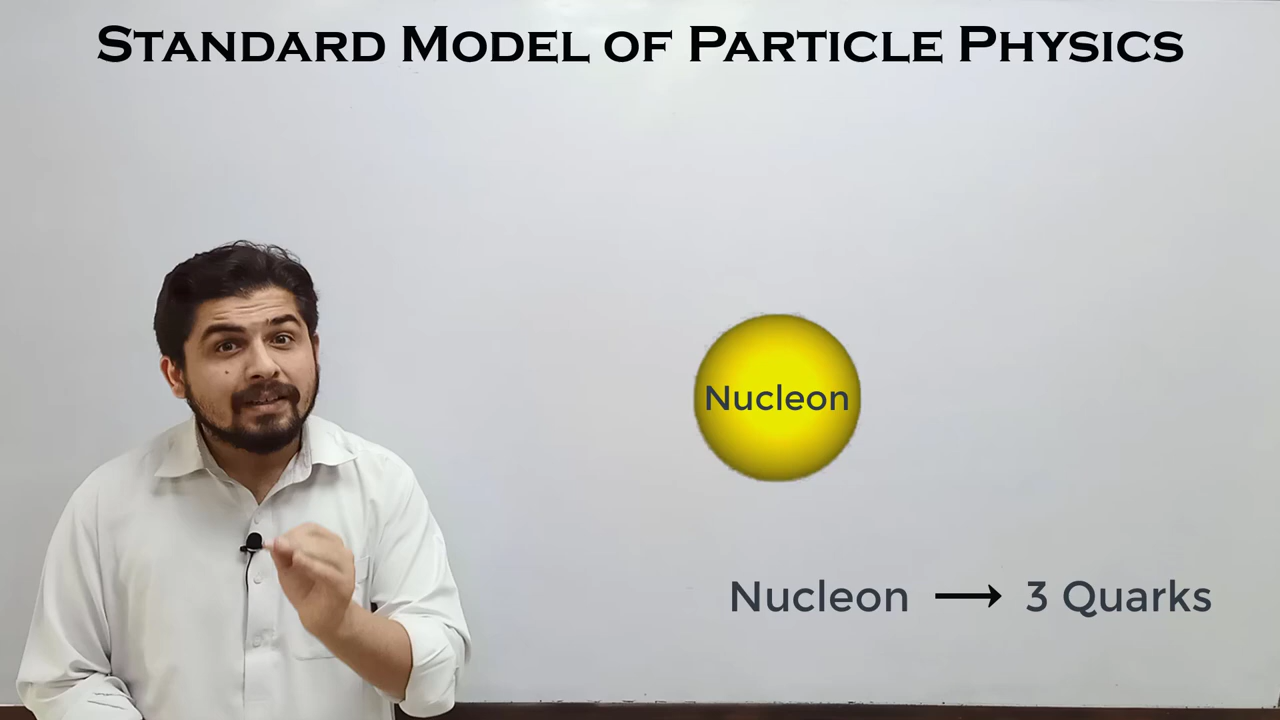 STANDARD MODEL OF PARTICLE PHYSICS
Nucleon
Nucleon → 3 Quarks